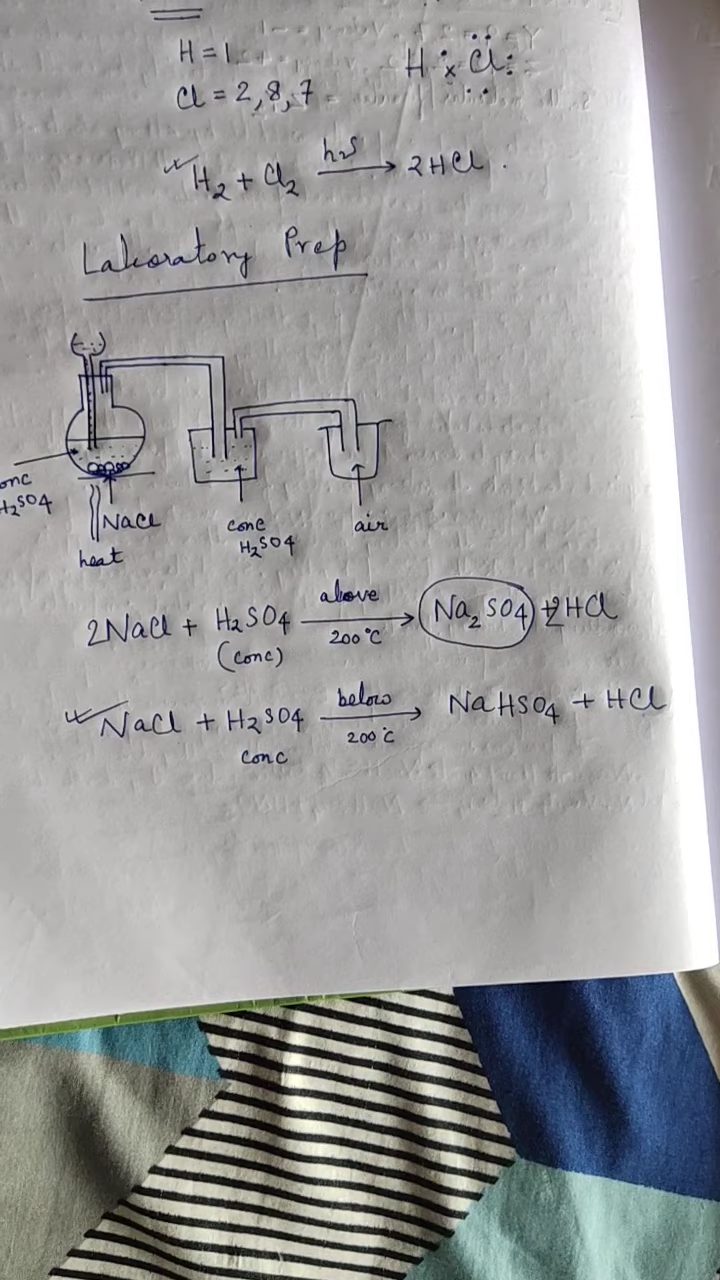 H = 1
H Cl
Cl = 2, 8, 7
H₂ + Cl₂ hν → 2HCl.
Laboratory Prep
onc
H₂SO4
NaCl
heat
conc
H₂SO4
air
2NaCl + H₂SO4 above → Na₂SO4 + 2HCl
(conc) 200°C
NaCl + H₂SO4 below → NaHSO4 + HCl
conc 200°C